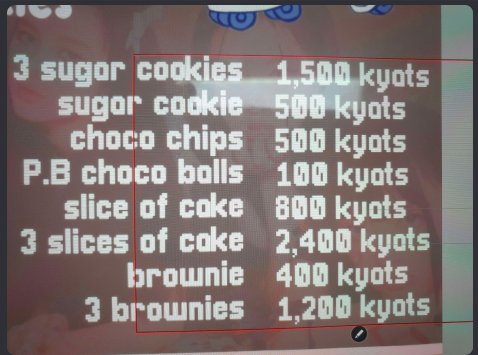 3 sugar cookies 1,500 kyats
sugar cookie 500 kyats
choco chips 500 kyats
P.B choco balls 100 kyats
slice of cake 800 kyats
3 slices of cake 2,400 kyats
brownie 400 kyats
3 brownies 1,200 kyats